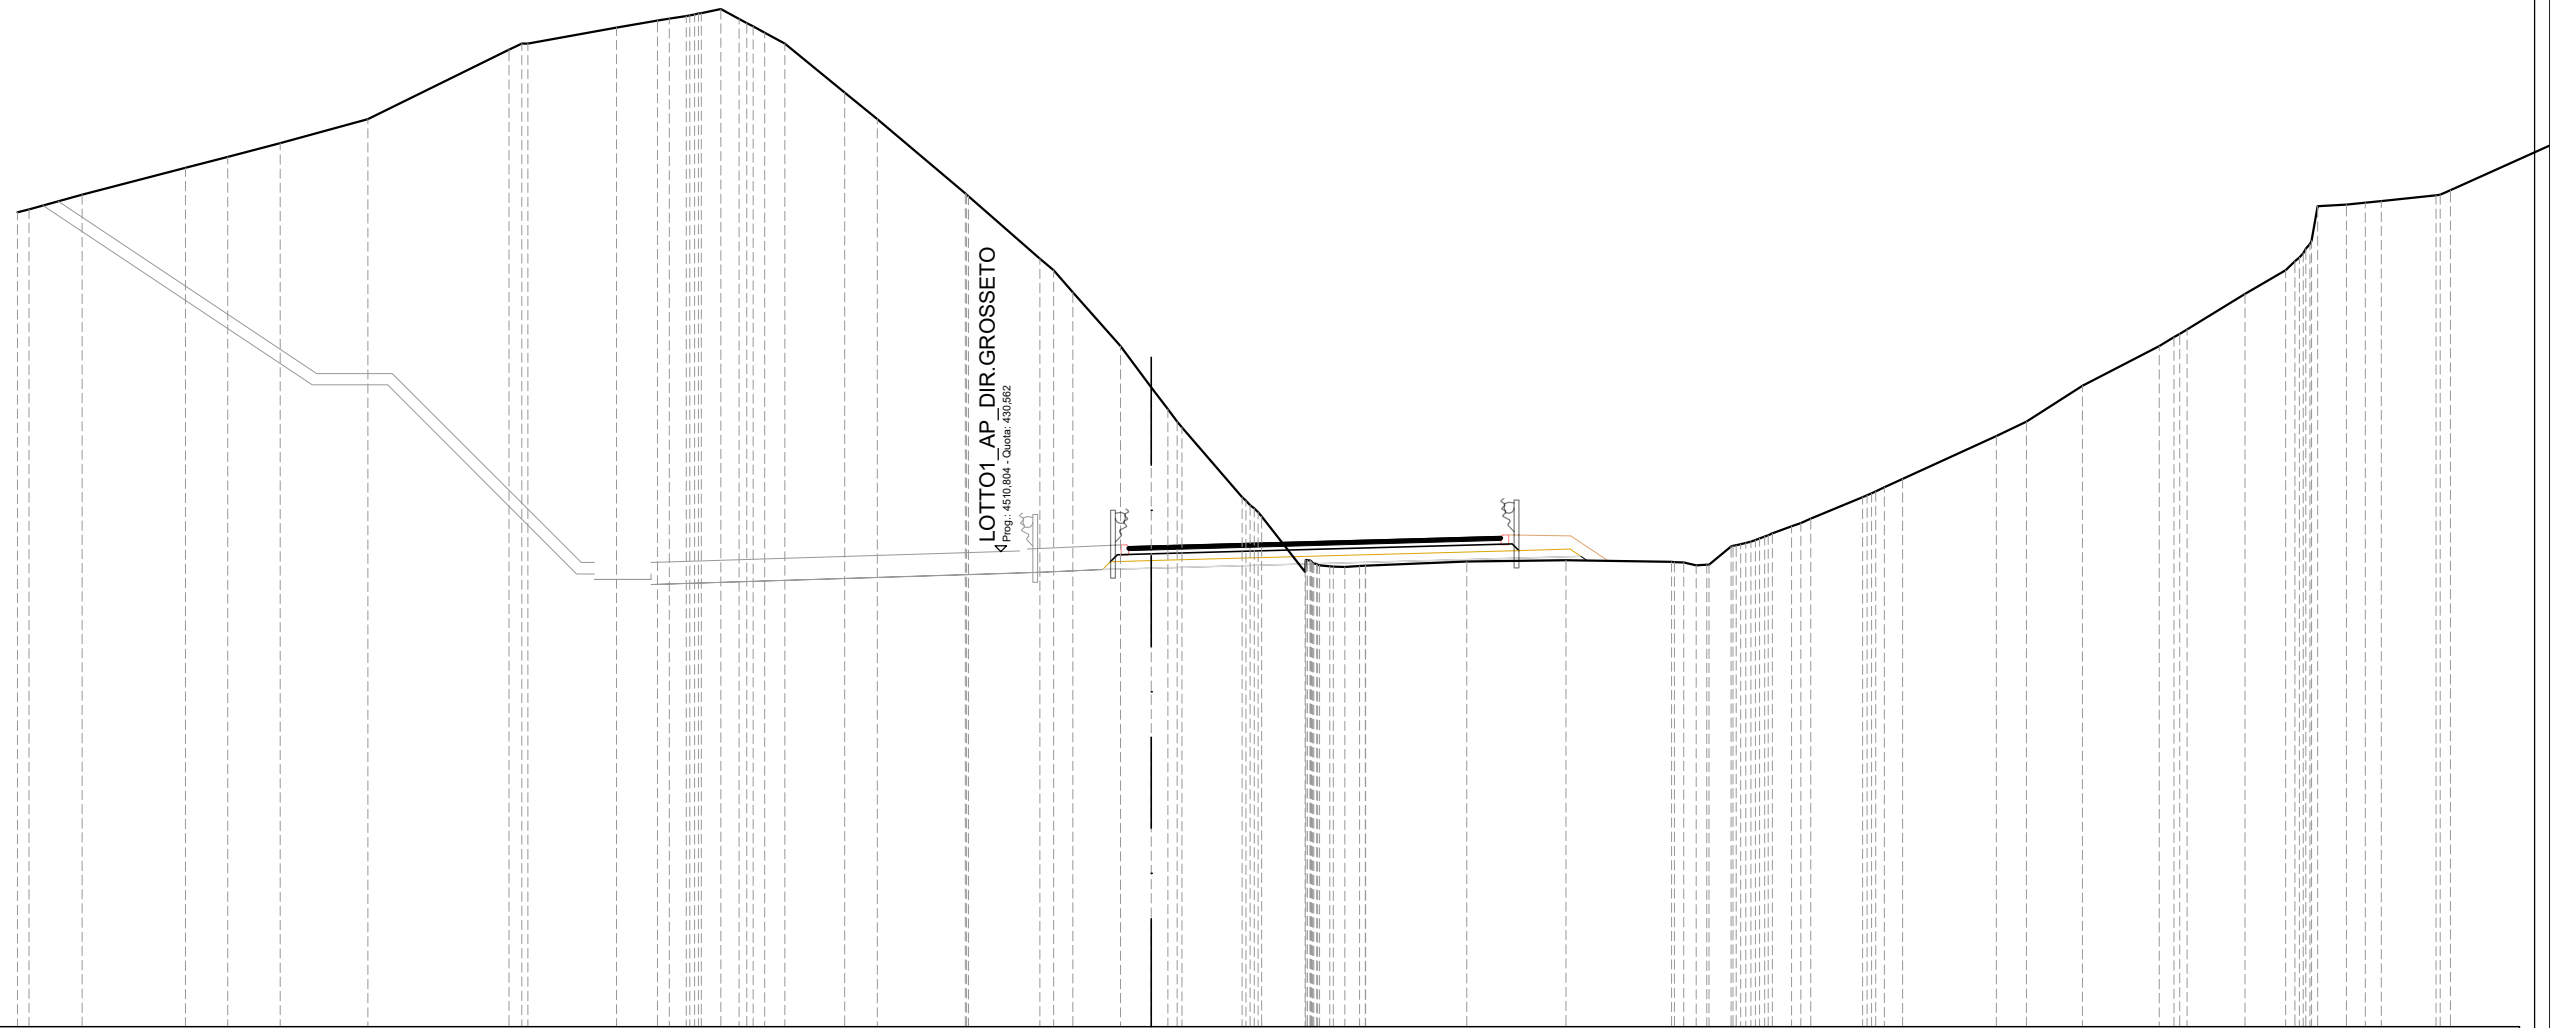 LOTTO1_AP_DIR.GROSSETO
Prog.: 4510,804 - Quota: 430,562